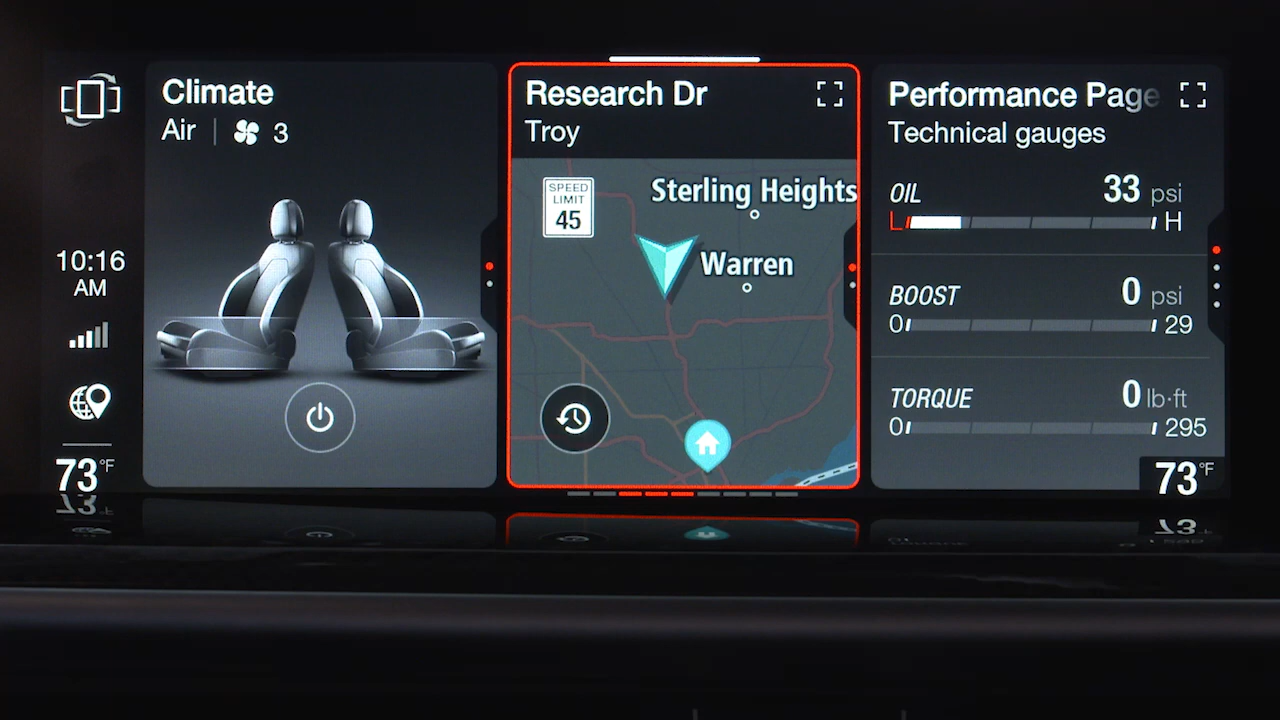 Climate
Air | 3
10:16
AM
73°F
Research Dr
Troy
SPEED
LIMIT
45
Sterling Heights
Warren
Performance Page
Technical gauges
OIL 33 psi
L H
BOOST 0 psi
0 29
TORQUE 0 lb·ft
0 295
73°F